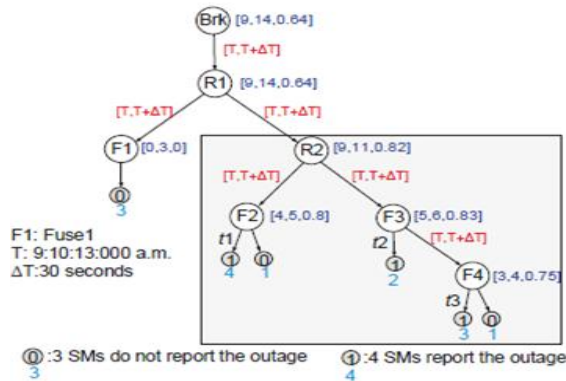 Brk [9,14,0.64]
[T,T+ΔT]
R1 [9,14,0.64]
[T,T+ΔT] [T,T+ΔT]
F1 [0,3,0] R2 [9,11,0.82]
[T,T+ΔT] [T,T+ΔT]
0
3
F2 [4,5,0.8] F3 [5,6,0.83]
F1: Fuse1
T: 9:10:13:000 a.m.
ΔT:30 seconds
t1 t2 [T,T+ΔT]
1 0 1
4 1 2
F4 [3,4,0.75]
t3
1 0
3 1
0 :3 SMs do not report the outage 1 :4 SMs report the outage
3 4